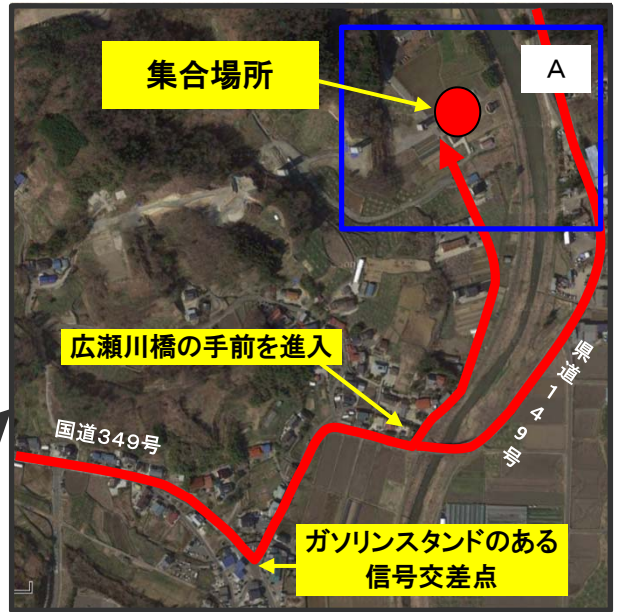 集合場所
A
広瀬川橋の手前を進入
県道149号
国道349号
ガソリンスタンドのある
信号交差点